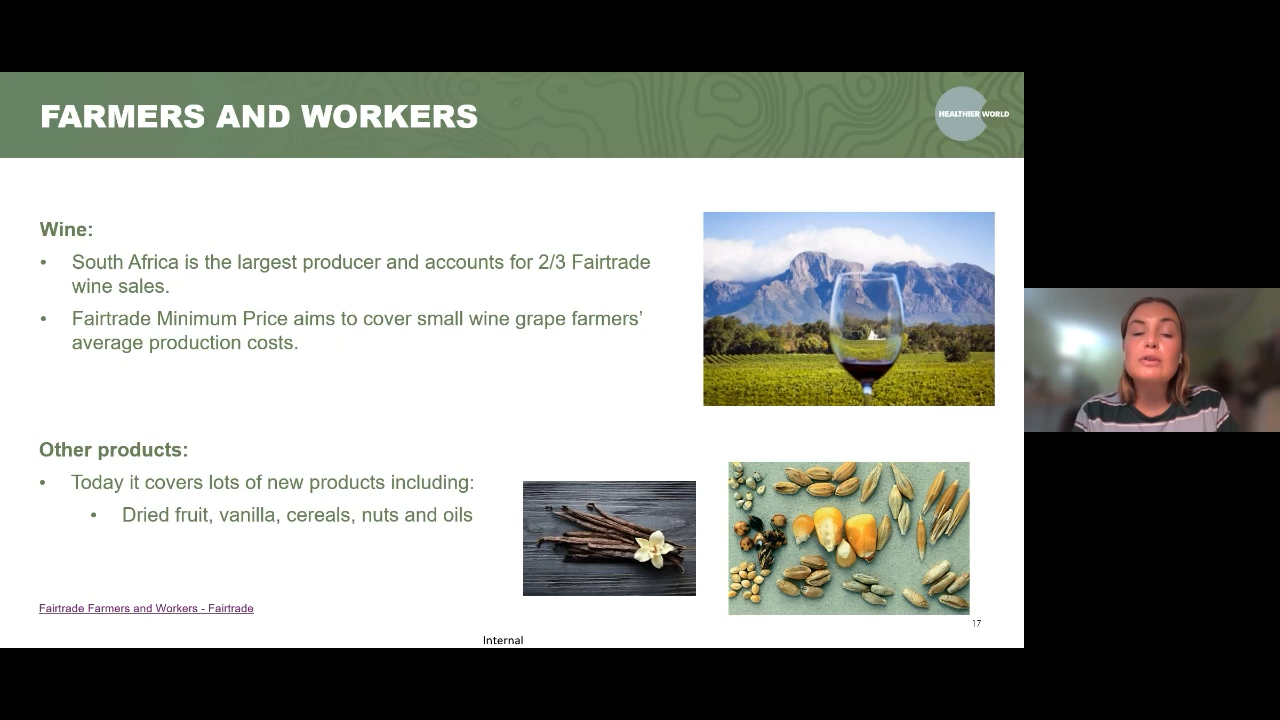 FARMERS AND WORKERS
HEALTHIER WORLD
Wine:
• South Africa is the largest producer and accounts for 2/3 Fairtrade
wine sales.
• Fairtrade Minimum Price aims to cover small wine grape farmers’
average production costs.
Other products:
• Today it covers lots of new products including:
• Dried fruit, vanilla, cereals, nuts and oils
Fairtrade Farmers and Workers - Fairtrade
17
Internal